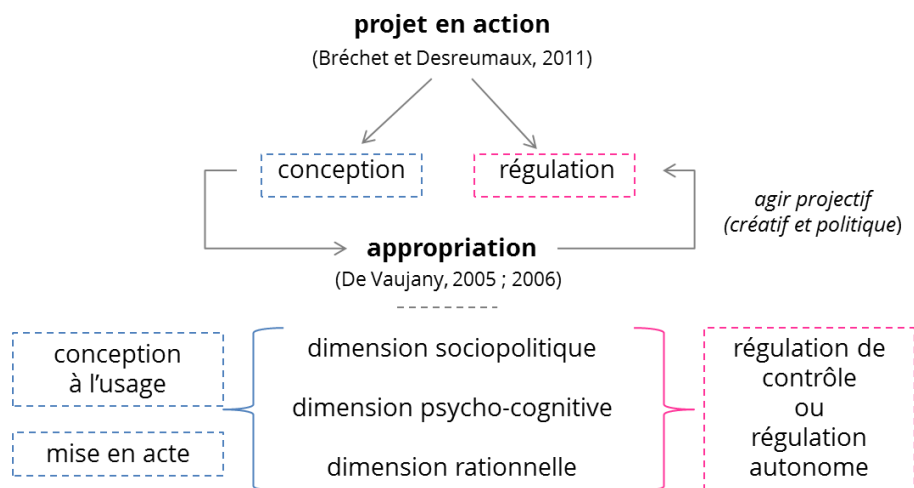 projet en action
(Bréchet et Desreumaux, 2011)
conception
régulation
agir projectif
(créatif et politique)
appropriation
(De Vaujany, 2005 ; 2006)
conception
à l’usage
mise en acte
dimension sociopolitique
dimension psycho-cognitive
dimension rationnelle
régulation de
contrôle
ou
régulation
autonome